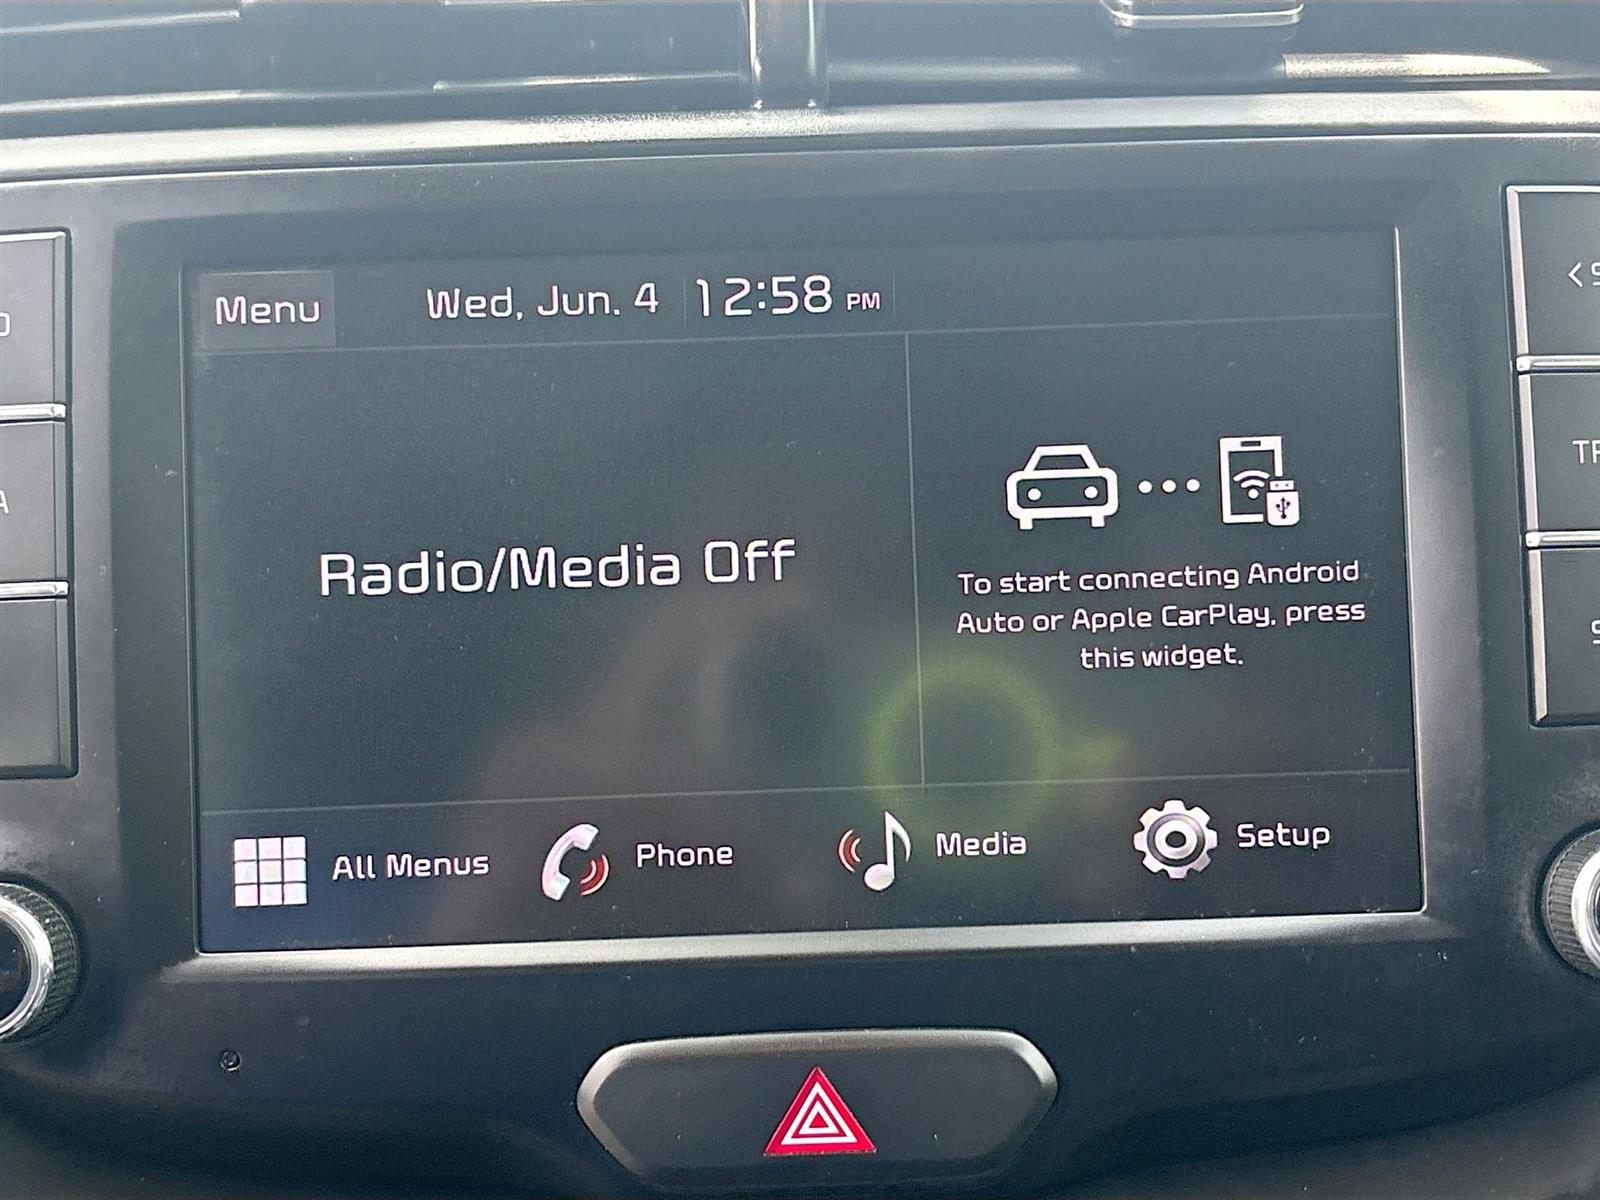 Menu
Wed, Jun. 4 12:58 PM
Radio/Media Off
To start connecting Android
Auto or Apple CarPlay, press
this widget.
All Menus
Phone
Media
Setup